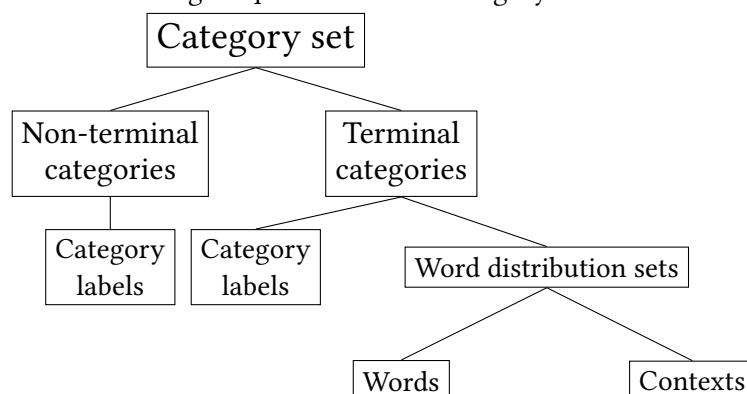 Category set
Non-terminal
categories
Terminal
categories
Category
labels
Category
labels
Word distribution sets
Words
Contexts